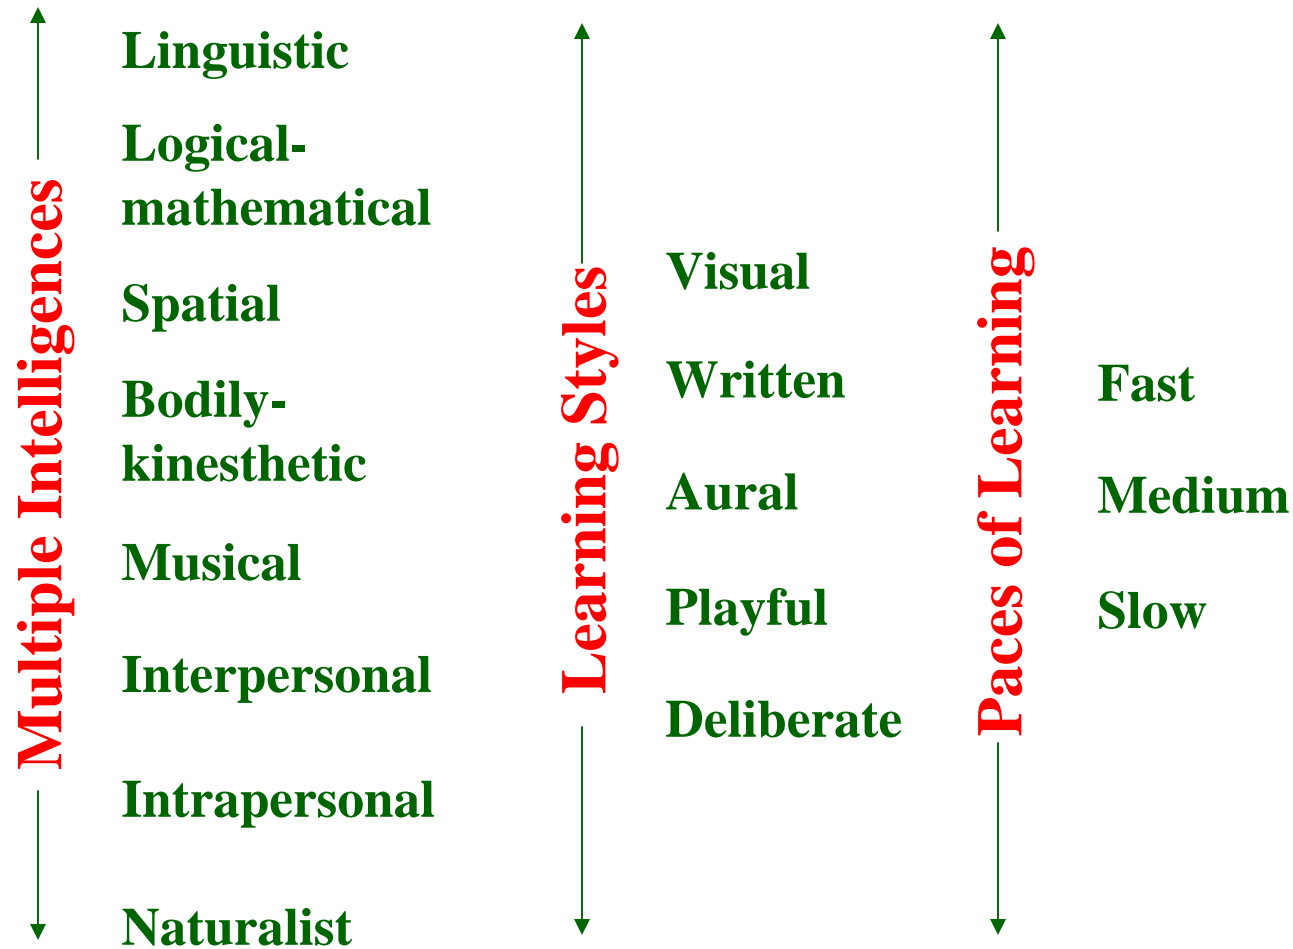 Multiple Intelligences
Linguistic
Logical-
mathematical
Spatial
Bodily-
kinesthetic
Musical
Interpersonal
Intrapersonal
Naturalist
Learning Styles
Visual
Written
Aural
Playful
Deliberate
Paces of Learning
Fast
Medium
Slow